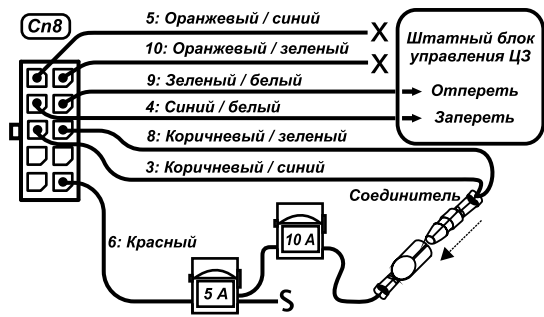 Сп8
5: Оранжевый / синий
X
10: Оранжевый / зеленый
X
9: Зеленый / белый
4: Синий / белый
8: Коричневый / зеленый
3: Коричневый / синий
Штатный блок
управления ЦЗ
Отпереть
Запереть
Соединитель
6: Красный
10 А
5 А